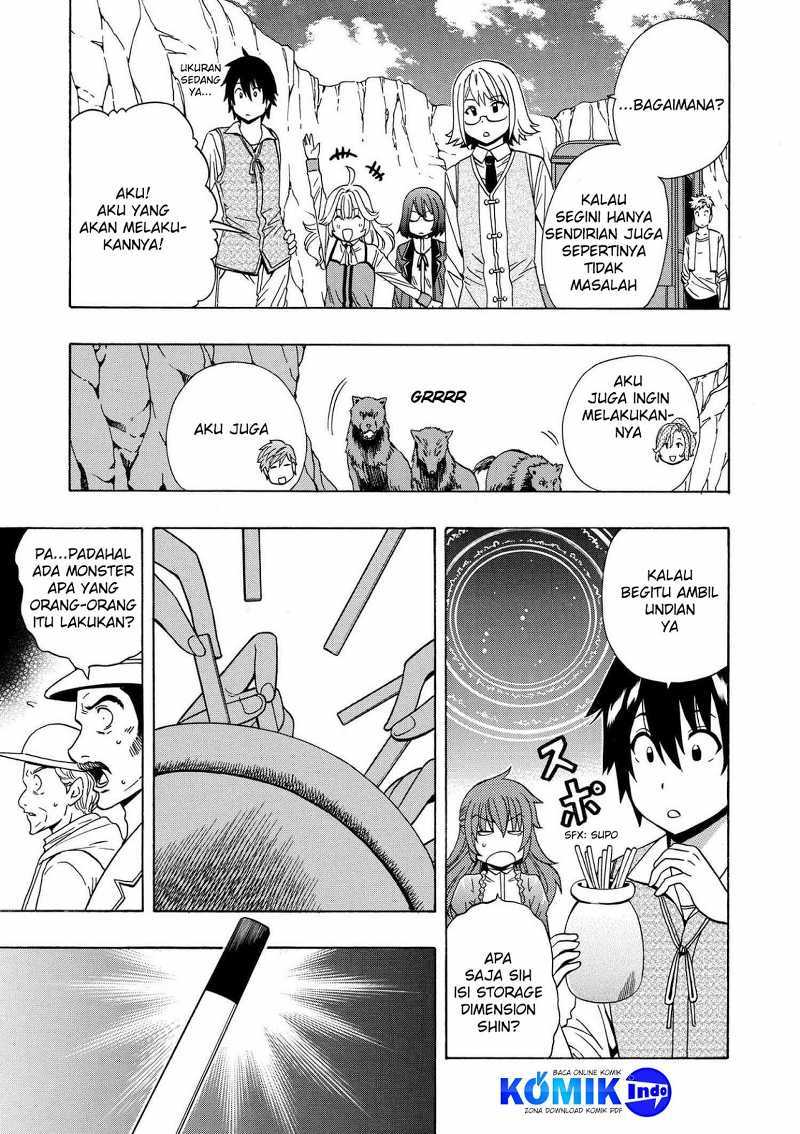 ...BAGAIMANA?
KALAU
SEGINI HANYA
SENDIRIAN JUGA
SEPERTINYA
TIDAK
MASALAH
UKURAN
SEDANG
YA...
AKU!
AKU YANG
AKAN MELAKU-
KANNYA!
AKU
JUGA INGIN
MELAKUKAN-
NYA
GRRRR
AKU JUGA
KALAU
BEGITU AMBIL
UNDIAN
YA
スポ
SFX: SUPO
APA
SAJA SIH
ISI STORAGE
DIMENSION
SHIN?
PA...PADAHAL
ADA MONSTER
APA YANG
ORANG-ORANG
ITU LAKUKAN?
BACA ONLINE KOMIK
KOMIK Indo
ZONA DOWNLOAD KOMIK PDF